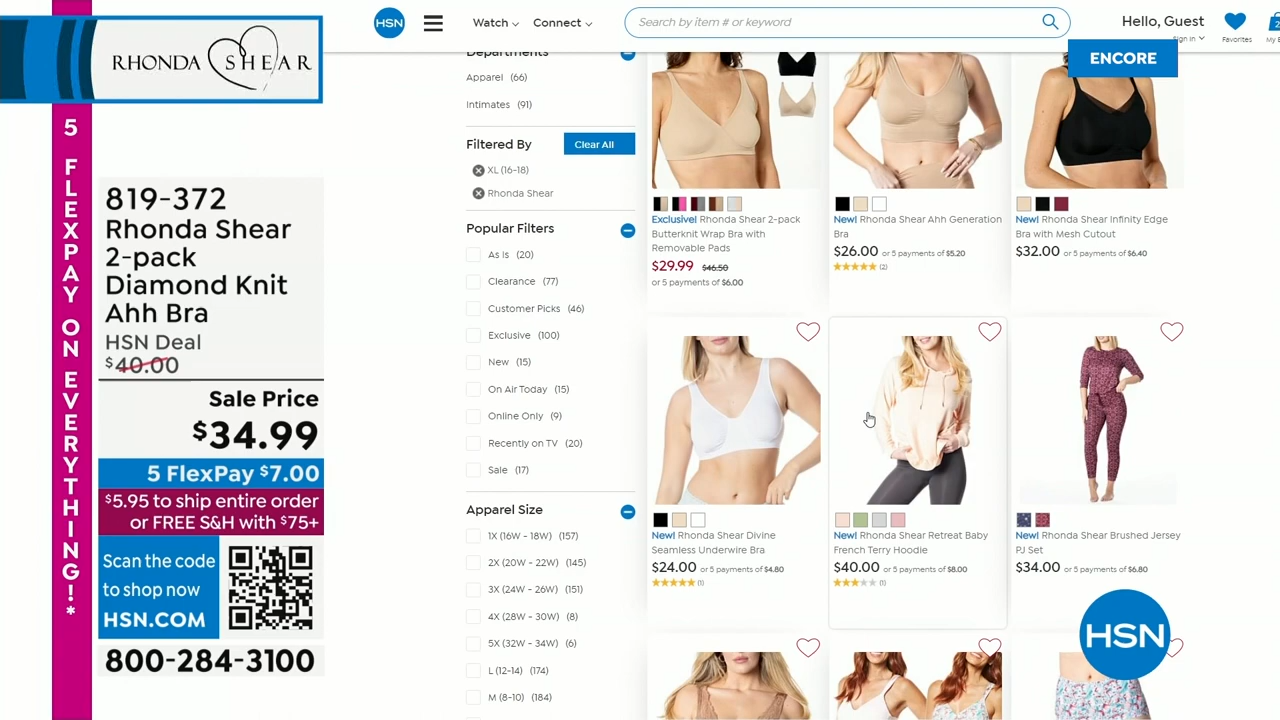 RHONDA SHEAR
5 FLEXPAY ON EVERYTHING!*
819-372
Rhonda Shear
2-pack
Diamond Knit
Ahh Bra
HSN Deal
$40.00
Sale Price
$34.99
5 FlexPay $7.00
$5.95 to ship entire order
or FREE S&H with $75+
Scan the code
to shop now
HSN.COM
800-284-3100
HSN
Watch
Connect
Search by item # or keyword
Hello, Guest
Sign In
Favorites
ENCORE
Departments
Apparel (66)
Intimates (91)
Filtered By
Clear All
XL (16-18)
Rhonda Shear
Popular Filters
As Is (20)
Clearance (77)
Customer Picks (46)
Exclusive (100)
New (15)
On Air Today (15)
Online Only (9)
Recently on TV (20)
Sale (17)
Apparel Size
1X (16W - 18W) (157)
2X (20W - 22W) (145)
3X (24W - 26W) (151)
4X (28W - 30W) (8)
5X (32W - 34W) (6)
L (12-14) (174)
M (8-10) (184)
Exclusive! Rhonda Shear 2-pack
Butterknit Wrap Bra with
Removable Pads
$29.99 $46.50
or 5 payments of $6.00
New! Rhonda Shear Ahh Generation
Bra
$26.00 or 5 payments of $5.20
(2)
New! Rhonda Shear Infinity Edge
Bra with Mesh Cutout
$32.00 or 5 payments of $6.40
New! Rhonda Shear Divine
Seamless Underwire Bra
$24.00 or 5 payments of $4.80
(1)
New! Rhonda Shear Retreat Baby
French Terry Hoodie
$40.00 or 5 payments of $8.00
(1)
New! Rhonda Shear Brushed Jersey
PJ Set
$34.00 or 5 payments of $6.80
HSN